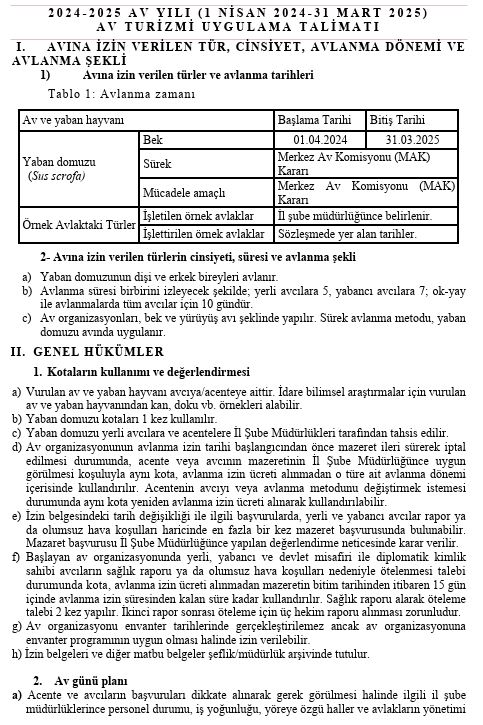 2024-2025 AV YILI (1 NİSAN 2024-31 MART 2025)
AV TURİZMİ UYGULAMA TALİMATI
I. AVINA İZİN VERİLEN TÜR, CİNSİYET, AVLANMA DÖNEMİ VE
AVLANMA ŞEKLİ
1) Avına izin verilen türler ve avlanma tarihleri
Tablo 1: Avlanma zamanı
Av ve yaban hayvanı Başlama Tarihi Bitiş Tarihi
Yaban domuzu
(Sus scrofa)
Bek 01.04.2024 31.03.2025
Sürek Merkez Av Komisyonu (MAK)
Kararı
Mücadele amaçlı Merkez Av Komisyonu (MAK)
Kararı
Örnek Avlaktaki Türler
İşletilen örnek avlaklar İl şube müdürlüğünce belirlenir.
İşlettirilen örnek avlaklar Sözleşmede yer alan tarihler.
2- Avına izin verilen türlerin cinsiyeti, süresi ve avlanma şekli
a) Yaban domuzunun dişi ve erkek bireyleri avlanır.
b) Avlanma süresi birbirini izleyecek şekilde; yerli avcılara 5, yabancı avcılara 7; ok-yay
ile avlanmalarda tüm avcılar için 10 gündür.
c) Av organizasyonları, bek ve yürüyüş avı şeklinde yapılır. Sürek avlanma metodu, yaban
domuzu avında uygulanır.
II. GENEL HÜKÜMLER
1. Kotaların kullanımı ve değerlendirmesi
a) Vurulan av ve yaban hayvanı avcıya/acenteye aittir. İdare bilimsel araştırmalar için vurulan
av ve yaban hayvanından kan, doku vb. örnekleri alabilir.
b) Yaban domuzu kotaları 1 kez kullanılır.
c) Yaban domuzu yerli avcılara ve acentelere İl Şube Müdürlükleri tarafından tahsis edilir.
d) Av organizasyonunun avlanma izin tarihi başlangıcından önce mazeret ileri sürerek iptal
edilmesi durumunda, acente veya avcının mazeretinin İl Şube Müdürlüğünce uygun
görülmesi koşuluyla aynı kota, avlanma izin ücreti alınmadan o türe ait avlanma dönemi
içerisinde kullandırılır. Acentenin avcıyı veya avlanma metodunu değiştirmek istemesi
durumunda aynı kota yeniden avlanma izin ücreti alınarak kullandırılabilir.
e) İzin belgesindeki tarih değişikliği ile ilgili başvurularda, yerli ve yabancı avcılar rapor ya
da olumsuz hava koşulları haricinde en fazla bir kez mazeret başvurusunda bulunabilir.
Mazeret başvurusu İl Şube Müdürlüğünce yapılan değerlendirme neticesinde karar verilir.
f) Başlayan av organizasyonunda yerli, yabancı ve devlet misafiri ile diplomatik kimlik
sahibi avcıların sağlık raporu ya da olumsuz hava koşulları nedeniyle ötelenmesi talebi
durumunda kota, avlanma izin ücreti alınmadan mazeretin bitim tarihinden itibaren 15 gün
içinde avlanma izin süresinden kalan süre kadar kullandırılır. Sağlık raporu alarak öteleme
talebi 2 kez yapılır. İkinci rapor sonrası öteleme için üç hekim raporu alınması zorunludur.
g) Av organizasyonu envanter tarihlerinde gerçekleştirilemez ancak av organizasyonuna
envanter programının uygun olması halinde izin verilebilir.
h) İzin belgeleri ve diğer matbu belgeler şeflik/müdürlük arşivinde tutulur.
2. Av günü planı
a) Acente ve avcıların başvuruları dikkate alınarak gerek görülmesi halinde ilgili il şube
müdürlüklerince personel durumu, iş yoğunluğu, yöreye özgü haller ve avlakların yönetimi